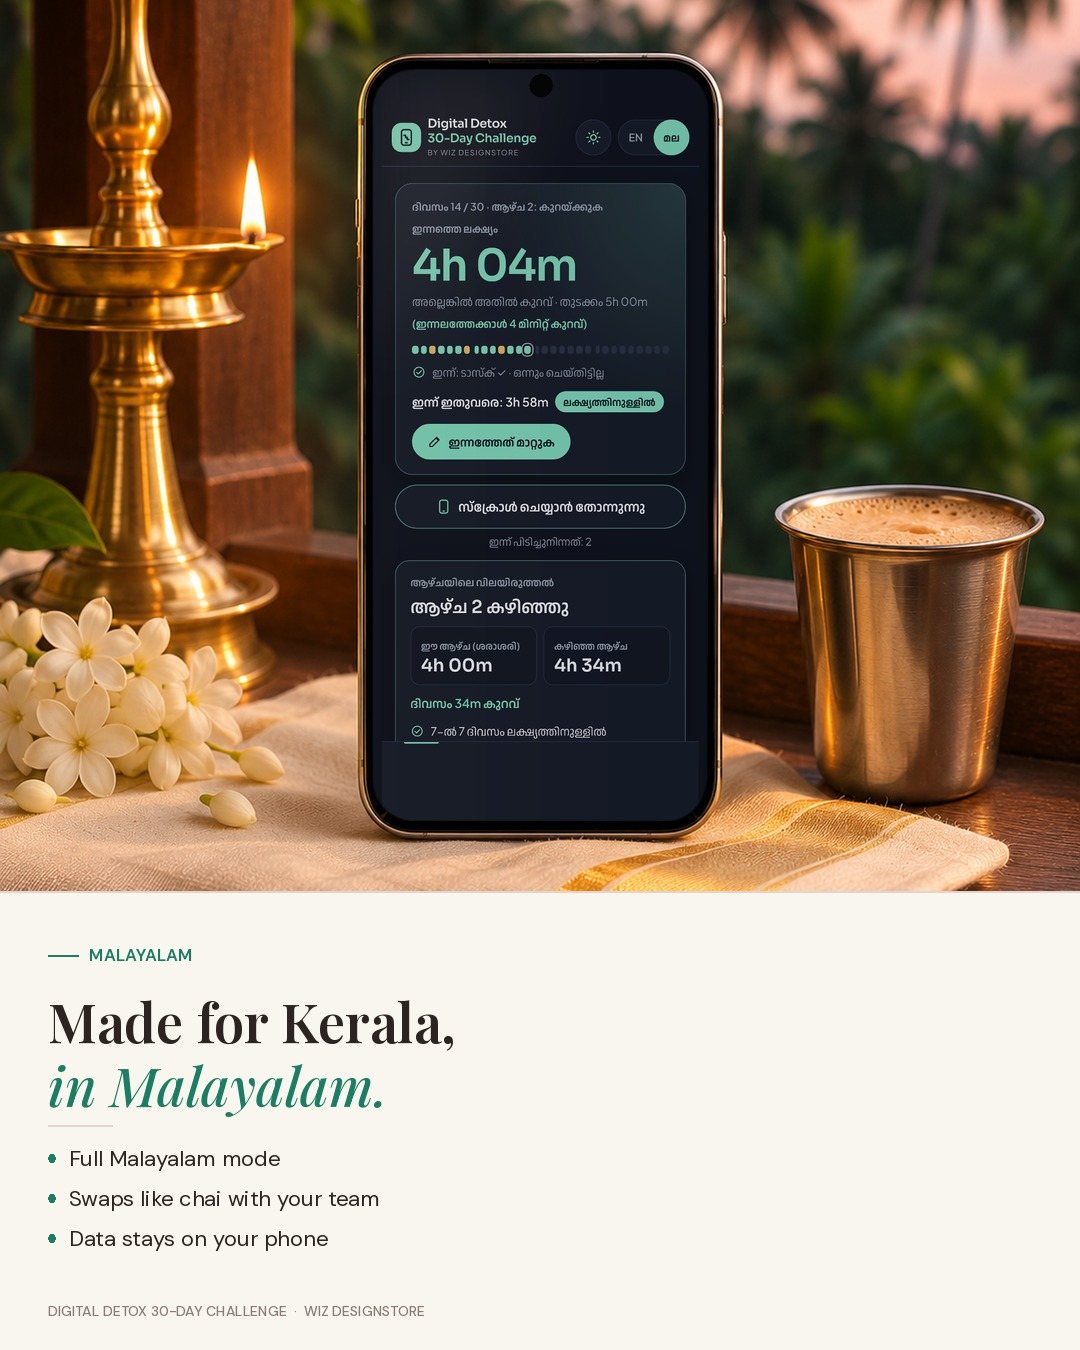 Digital Detox
30-Day Challenge
BY WIZ DESIGNSTORE
EN
മല
ദിവസം 14 / 30 · ആഴ്ച 2: കുറയ്ക്കുക
ഇന്നത്തെ ലക്ഷ്യം
4h 04m
അല്ലെങ്കിൽ അതിൽ കുറവ് · തുടക്കം 5h 00m
(ഇന്നലത്തേക്കാൾ 4 മിനിറ്റ് കുറവ്)
ഇന്ന്: ടാസ്ക് ✓ · ഒന്നും ചെയ്തിട്ടില്ല
ഇന്ന് ഇതുവരെ: 3h 58m
ലക്ഷ്യത്തിനുള്ളിൽ
ഇന്നത്തേത് മാറ്റുക
സ്ക്രോൾ ചെയ്യാൻ തോന്നുന്നു
ഇന്ന് പിടിച്ചുനിന്നത്: 2
ആഴ്ചയിലെ വിലയിരുത്തൽ
ആഴ്ച 2 കഴിഞ്ഞു
ഈ ആഴ്ച (ശരാശരി)
4h 00m
കഴിഞ്ഞ ആഴ്ച
4h 34m
ദിവസം 34m കുറവ്
7-ൽ 7 ദിവസം ലക്ഷ്യത്തിനുള്ളിൽ
MALAYALAM
Made for Kerala,
in Malayalam.
Full Malayalam mode
Swaps like chai with your team
Data stays on your phone
DIGITAL DETOX 30-DAY CHALLENGE · WIZ DESIGNSTORE